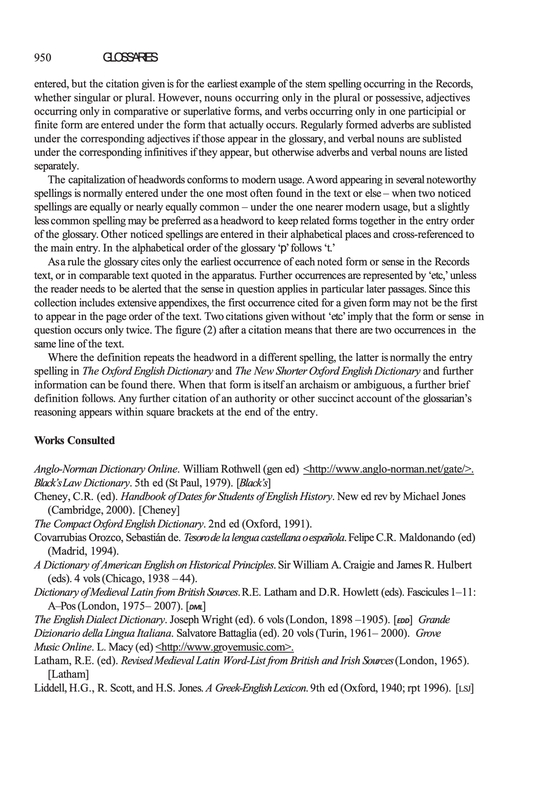 950 GLOSSARIES
entered, but the citation given is for the earliest example of the stem spelling occurring in the Records,
whether singular or plural. However, nouns occurring only in the plural or possessive, adjectives
occurring only in comparative or superlative forms, and verbs occurring only in one participial or
finite form are entered under the form that actually occurs. Regularly formed adverbs are sublisted
under the corresponding adjectives if those appear in the glossary, and verbal nouns are sublisted
under the corresponding infinitives if they appear, but otherwise adverbs and verbal nouns are listed
separately.
The capitalization of headwords conforms to modern usage. A word appearing in several noteworthy
spellings is normally entered under the one most often found in the text or else – when two noticed
spellings are equally or nearly equally common – under the one nearer modern usage, but a slightly
less common spelling may be preferred as a headword to keep related forms together in the entry order
of the glossary. Other noticed spellings are entered in their alphabetical places and cross-referenced to
the main entry. In the alphabetical order of the glossary ‘p’ follows ‘t.’
As a rule the glossary cites only the earliest occurrence of each noted form or sense in the Records
text, or in comparable text quoted in the apparatus. Further occurrences are represented by ‘etc,’ unless
the reader needs to be alerted that the sense in question applies in particular later passages. Since this
collection includes extensive appendixes, the first occurrence cited for a given form may not be the first
to appear in the page order of the text. Two citations given without ‘etc’ imply that the form or sense in
question occurs only twice. The figure (2) after a citation means that there are two occurrences in the
same line of the text.
Where the definition repeats the headword in a different spelling, the latter is normally the entry
spelling in The Oxford English Dictionary and The New Shorter Oxford English Dictionary and further
information can be found there. When that form is itself an archaism or ambiguous, a further brief
definition follows. Any further citation of an authority or other succinct account of the glossarian’s
reasoning appears within square brackets at the end of the entry.
Works Consulted
Anglo-Norman Dictionary Online. William Rothwell (gen ed) <http://www.anglo-norman.net/gate/>.
Black’s Law Dictionary. 5th ed (St Paul, 1979). [Black’s]
Cheney, C.R. (ed). Handbook of Dates for Students of English History. New ed rev by Michael Jones
(Cambridge, 2000). [Cheney]
The Compact Oxford English Dictionary. 2nd ed (Oxford, 1991).
Covarrubias Orozco, Sebastián de. Tesoro de la lengua castellana o española. Felipe C.R. Maldonando (ed)
(Madrid, 1994).
A Dictionary of American English on Historical Principles. Sir William A. Craigie and James R. Hulbert
(eds). 4 vols (Chicago, 1938 – 44).
Dictionary of Medieval Latin from British Sources. R.E. Latham and D.R. Howlett (eds). Fascicules 1–11:
A–Pos (London, 1975– 2007). [DML]
The English Dialect Dictionary. Joseph Wright (ed). 6 vols (London, 1898 –1905). [EDD] Grande
Dizionario della Lingua Italiana. Salvatore Battaglia (ed). 20 vols (Turin, 1961– 2000). Grove
Music Online. L. Macy (ed) <http://www.grovemusic.com>.
Latham, R.E. (ed). Revised Medieval Latin Word-List from British and Irish Sources (London, 1965).
[Latham]
Liddell, H.G., R. Scott, and H.S. Jones. A Greek-English Lexicon. 9th ed (Oxford, 1940; rpt 1996). [LSJ]